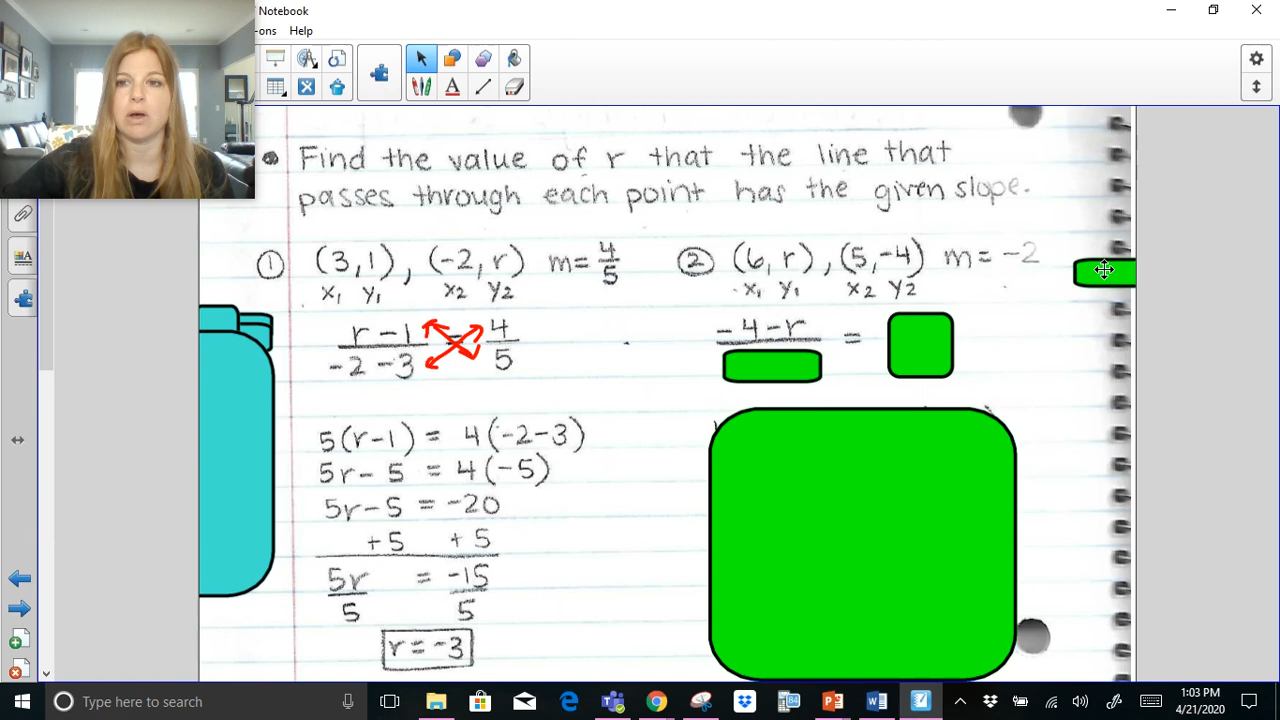 Notebook
ons Help
• Find the value of r that the line that
passes through each point has the given slope.
① (3,1), (-2,r) m=4/5
x₁ y₁ x₂ y₂
r-1/-2-3 = 4/5
5(r-1) = 4(-2-3)
5r-5 = 4(-5)
5r-5 = -20
+5 +5
5r/5 = -15/5
r=-3
② (6,r), (5,-4) m=-2
x₁ y₁ x₂ y₂
-4-r =
Type here to search
1:03 PM
4/21/2020